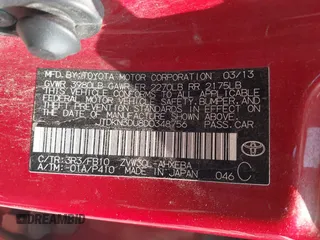 MFD. BY: TOYOTA MOTOR CORPORATION 03/13
GVWR 3980LB GAWR FR 2270LB RR 2175LB
THIS VEHICLE CONFORMS TO ALL APPLICABLE
FEDERAL MOTOR VEHICLE SAFETY, BUMPER, AND
THEFT PREVENTION STANDARDS IN EFFECT ON
THE DATE OF MANUFACTURE SHOWN ABOVE.
PASS. CAR
C/TR: 3R3/FB10 ZVW30L-AHXEBA
A/TM: -01A/P410 MADE IN JAPAN 046 C
DREAMBID